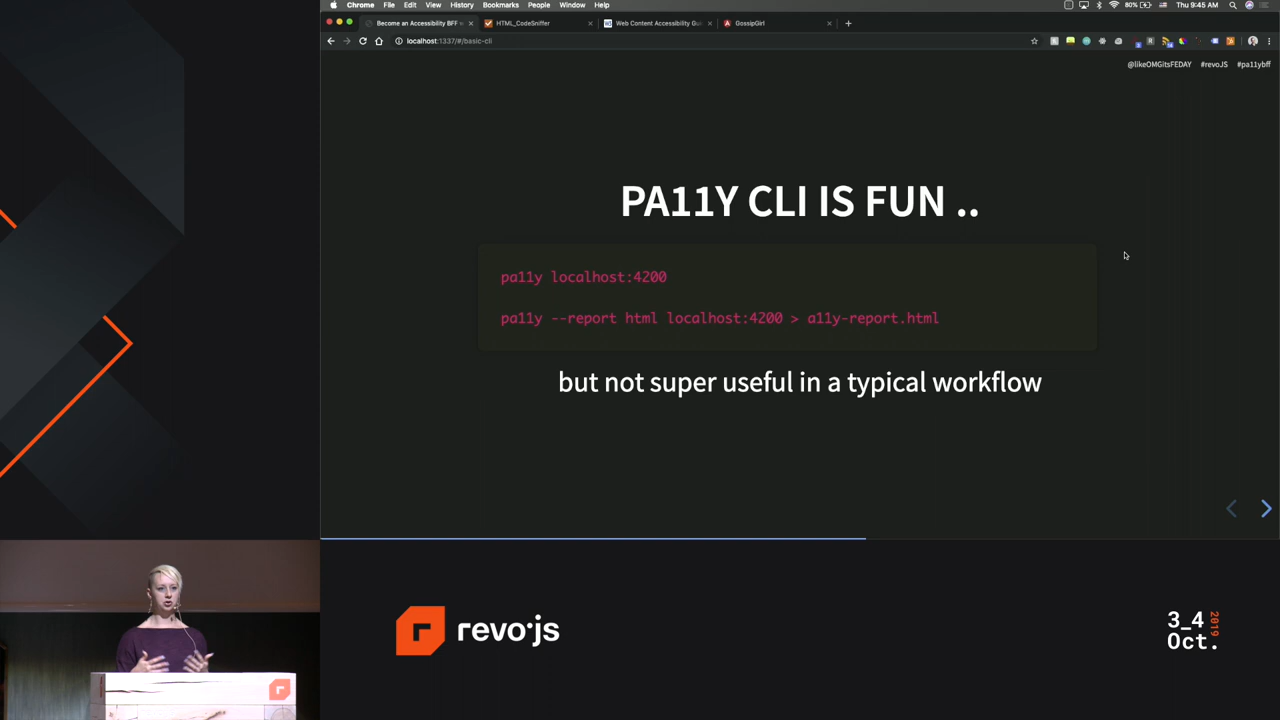 Chrome File Edit View History Bookmarks People Window Help
80% Thu 9:45 AM
Become an Accessibility BFF
HTML_CodeSniffer
Web Content Accessibility Gui
GossipGirl
localhost:1337/#/basic-cli
@likeOMGitsFEDAY #revoJS #pa11ybff
PA11Y CLI IS FUN ..
pa11y localhost:4200
pa11y --report html localhost:4200 > a11y-report.html
but not super useful in a typical workflow
r revo.js
3_4 Oct. 2019
r